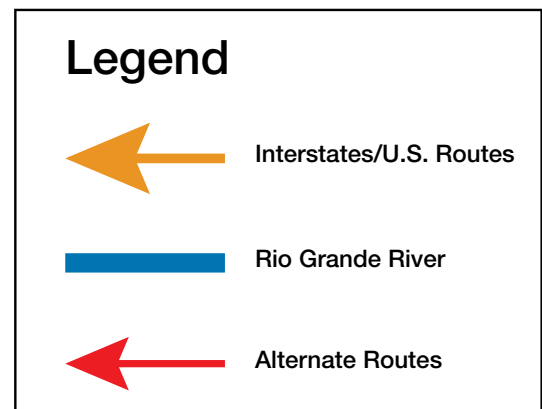 Legend
Interstates/U.S. Routes
Rio Grande River
Alternate Routes